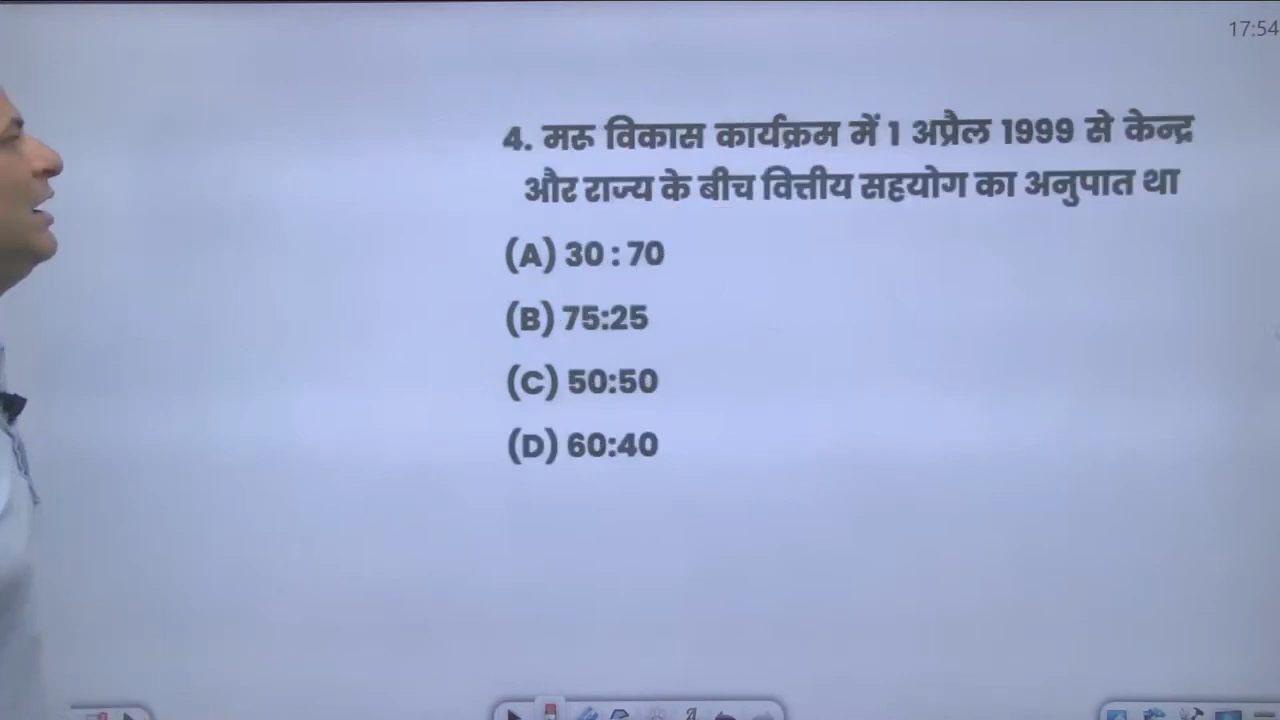 17:54
4. मरू विकास कार्यक्रम में 1 अप्रैल 1999 से केन्द्र
और राज्य के बीच वित्तीय सहयोग का अनुपात था
(A) 30 : 70
(B) 75:25
(C) 50:50
(D) 60:40